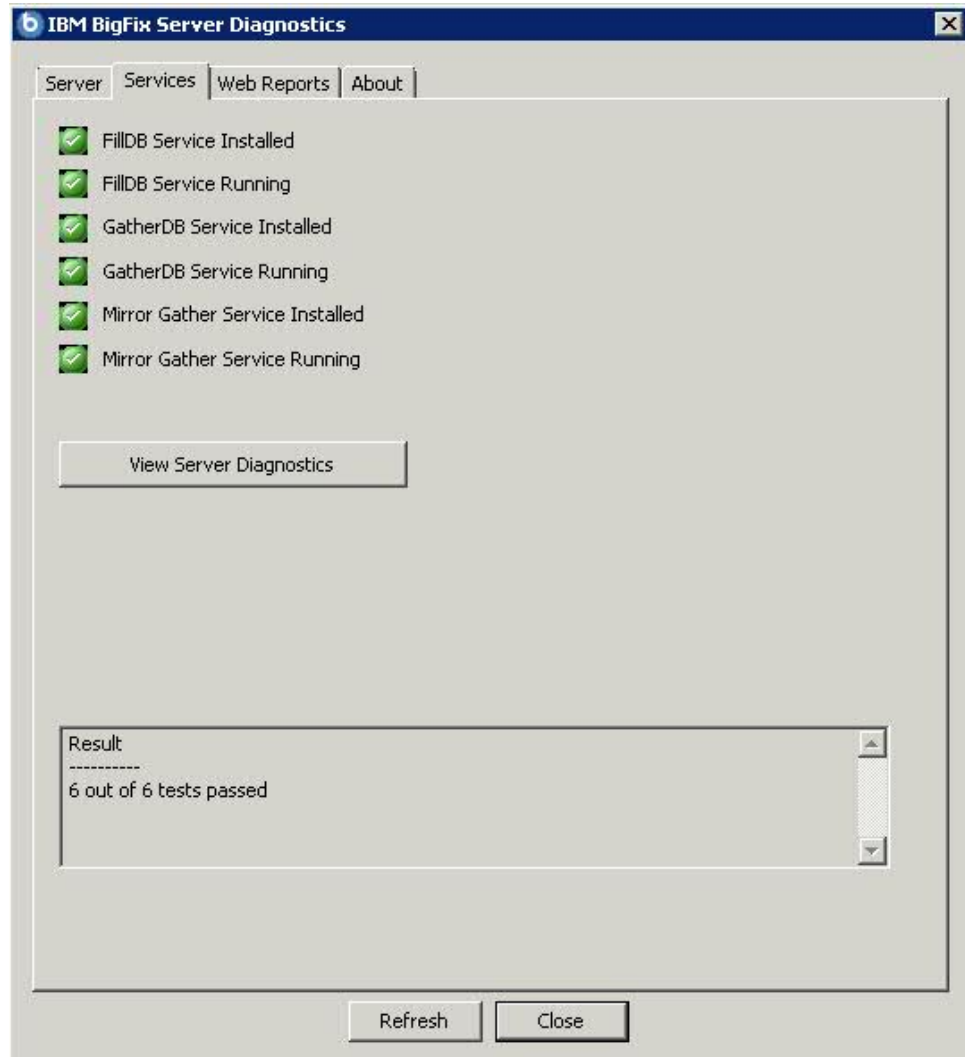 IBM BigFix Server Diagnostics
Server Services Web Reports About
FillDB Service Installed
FillDB Service Running
GatherDB Service Installed
GatherDB Service Running
Mirror Gather Service Installed
Mirror Gather Service Running
View Server Diagnostics
Result
----------
6 out of 6 tests passed
Refresh Close